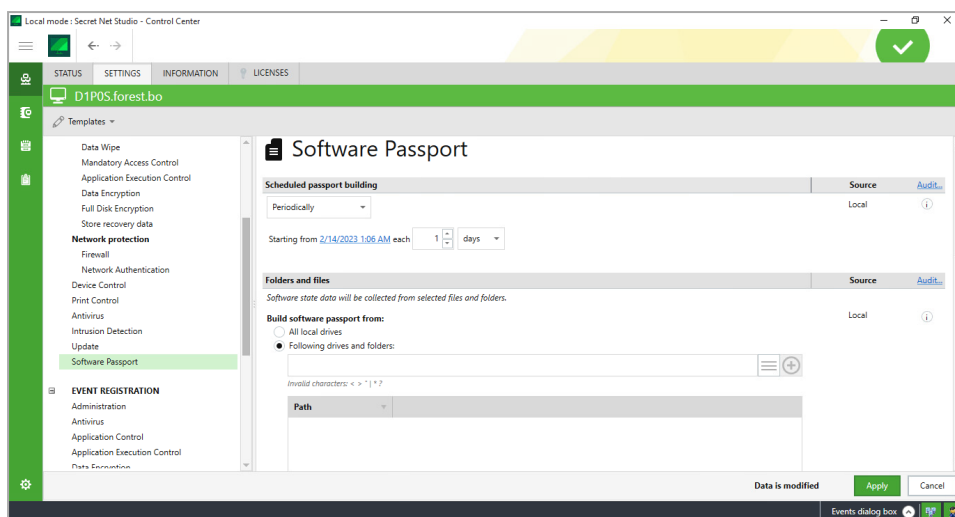 Local mode : Secret Net Studio - Control Center
STATUS SETTINGS INFORMATION LICENSES
D1P0S.forest.bo
Templates
Data Wipe
Mandatory Access Control
Application Execution Control
Data Encryption
Full Disk Encryption
Store recovery data
Network protection
Firewall
Network Authentication
Device Control
Print Control
Antivirus
Intrusion Detection
Update
Software Passport
EVENT REGISTRATION
Administration
Antivirus
Application Control
Application Execution Control
Data Encryption
Software Passport
Scheduled passport building Source Audit...
Periodically Local
Starting from 2/14/2023 1:06 AM each 1 days
Folders and files Source Audit...
Software state data will be collected from selected files and folders.
Build software passport from: Local
All local drives
Following drives and folders:
Invalid characters: < > " | * ?
Path
Data is modified Apply Cancel
Events dialog box